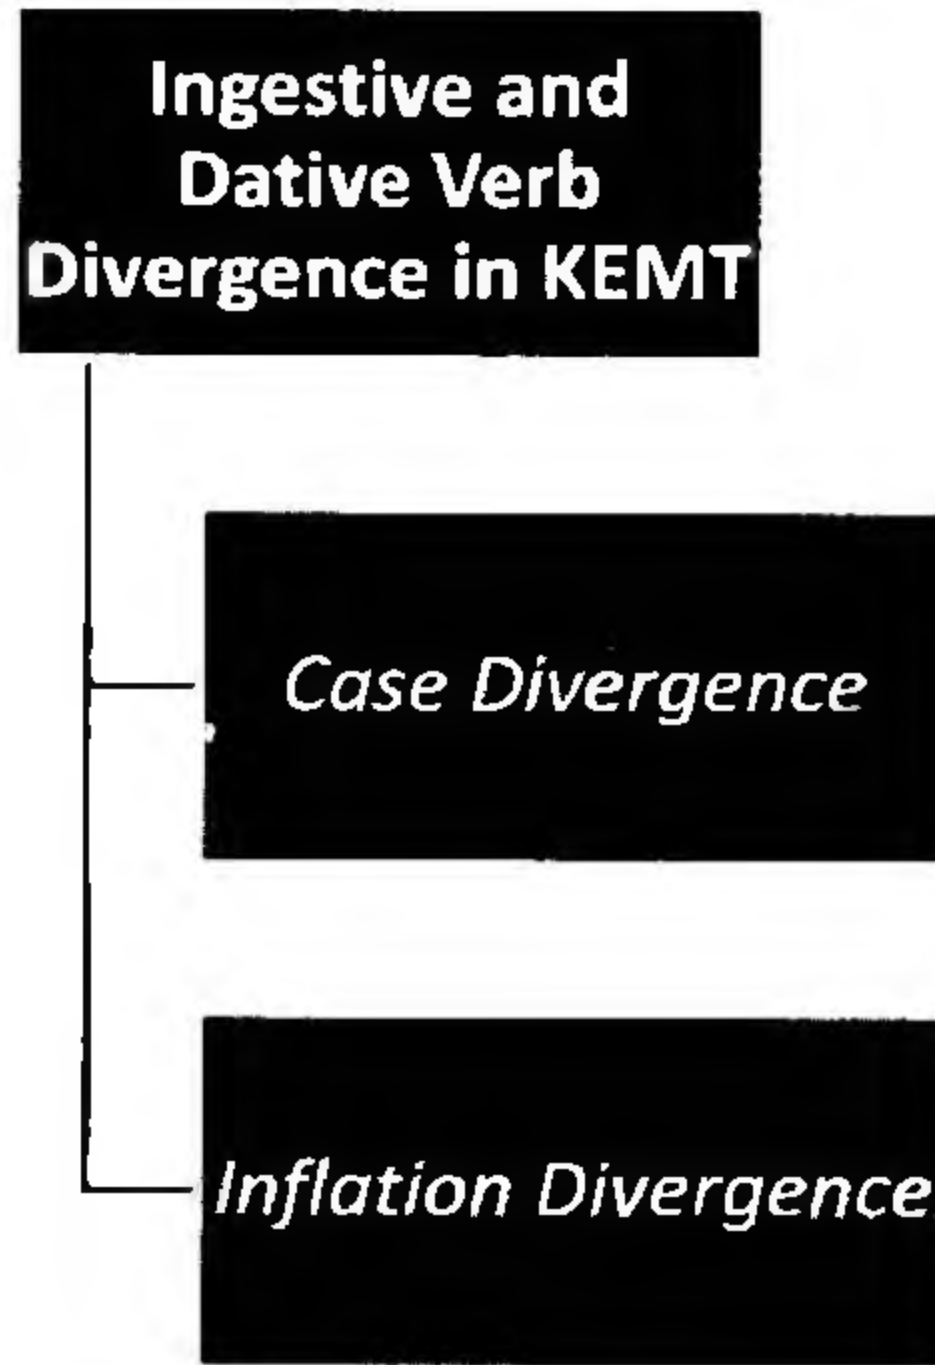 Ingestive and
Dative Verb
Divergence in KEMT
Case Divergence
Inflation Divergence